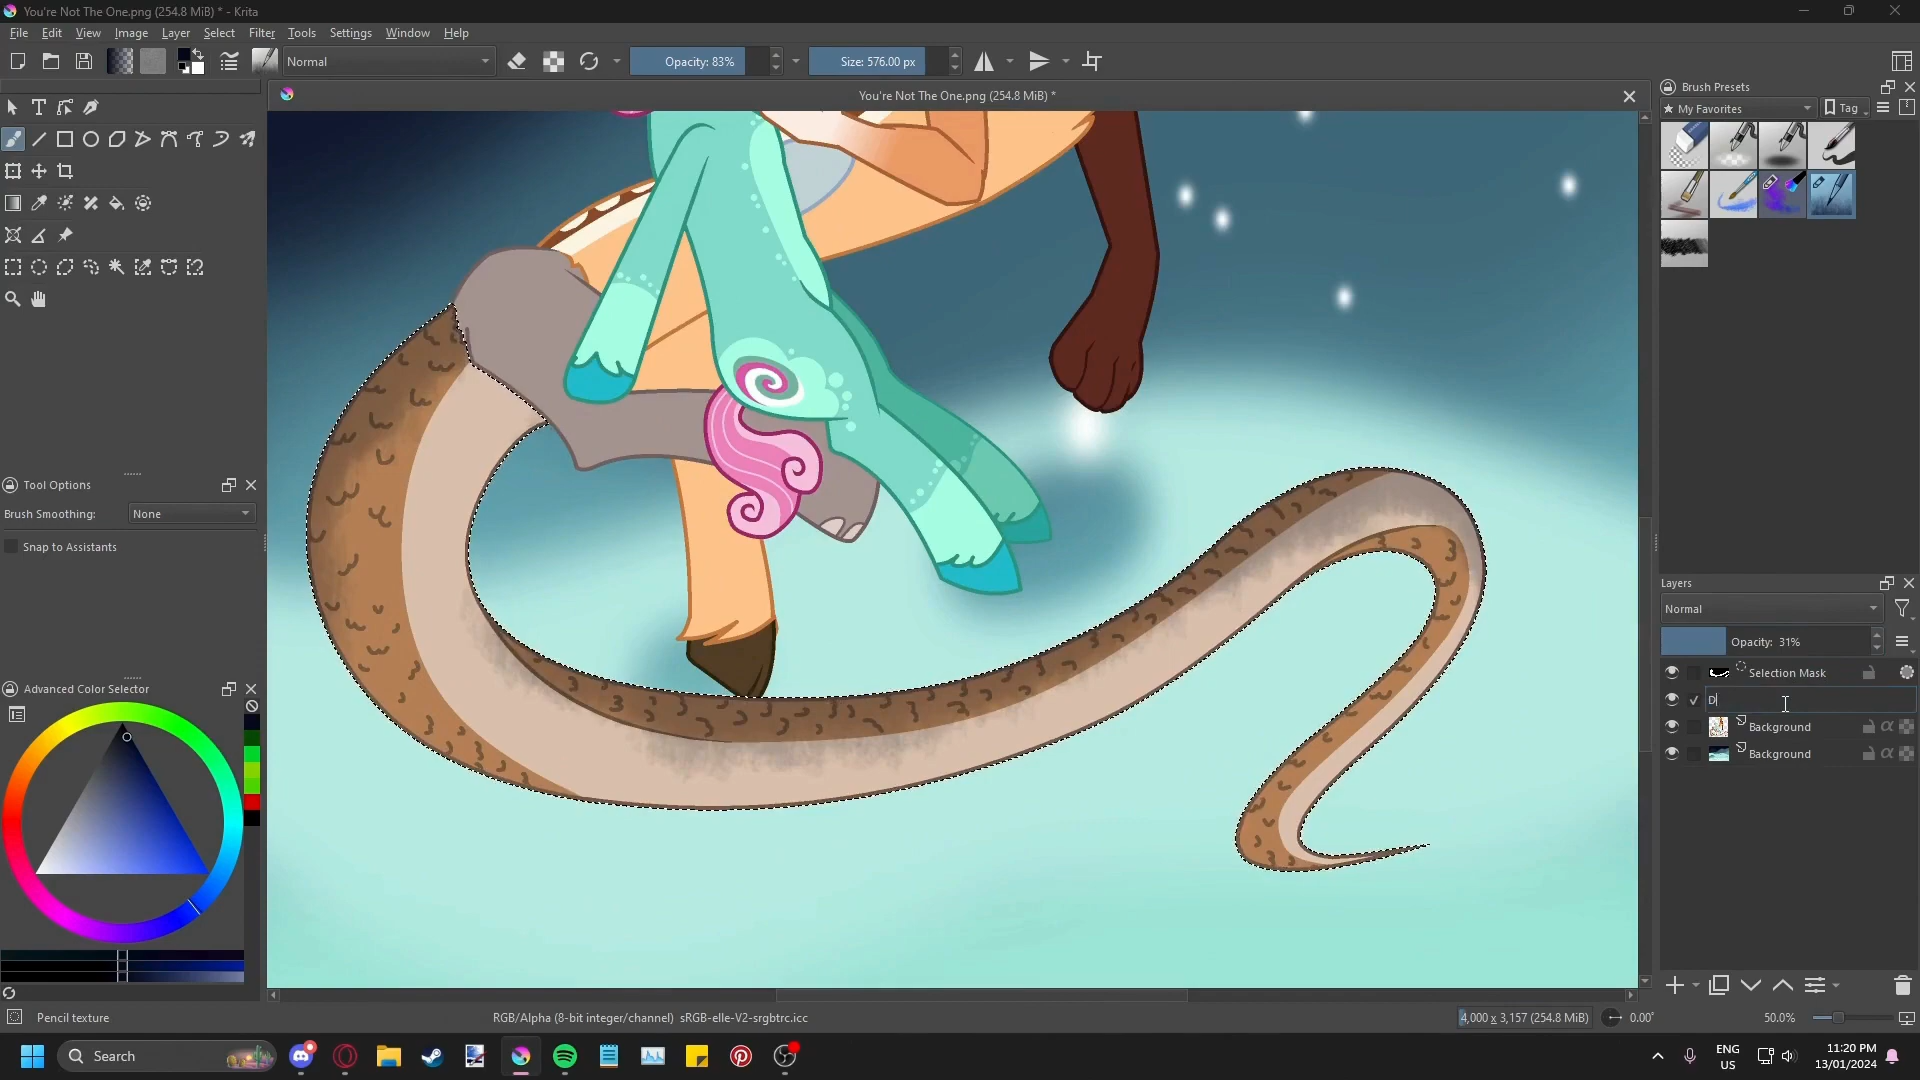 You're Not The One.png (254.8 MiB) * - Krita
File Edit View Image Layer Select Filter Tools Settings Window Help
Normal Opacity: 83% Size: 576.00 px
You're Not The One.png (254.8 MiB) *
Brush Presets
My Favorites Tag
Tool Options
Brush Smoothing: None
Snap to Assistants
Layers
Normal
Opacity: 31%
Selection Mask
D
Background
Background
Advanced Color Selector
Pencil texture RGB/Alpha (8-bit integer/channel) sRGB-elle-V2-srgbtrc.icc 4,000 x 3,157 (254.8 MiB) 0.00° 50.0%
Search ENG US 11:20 PM 13/01/2024